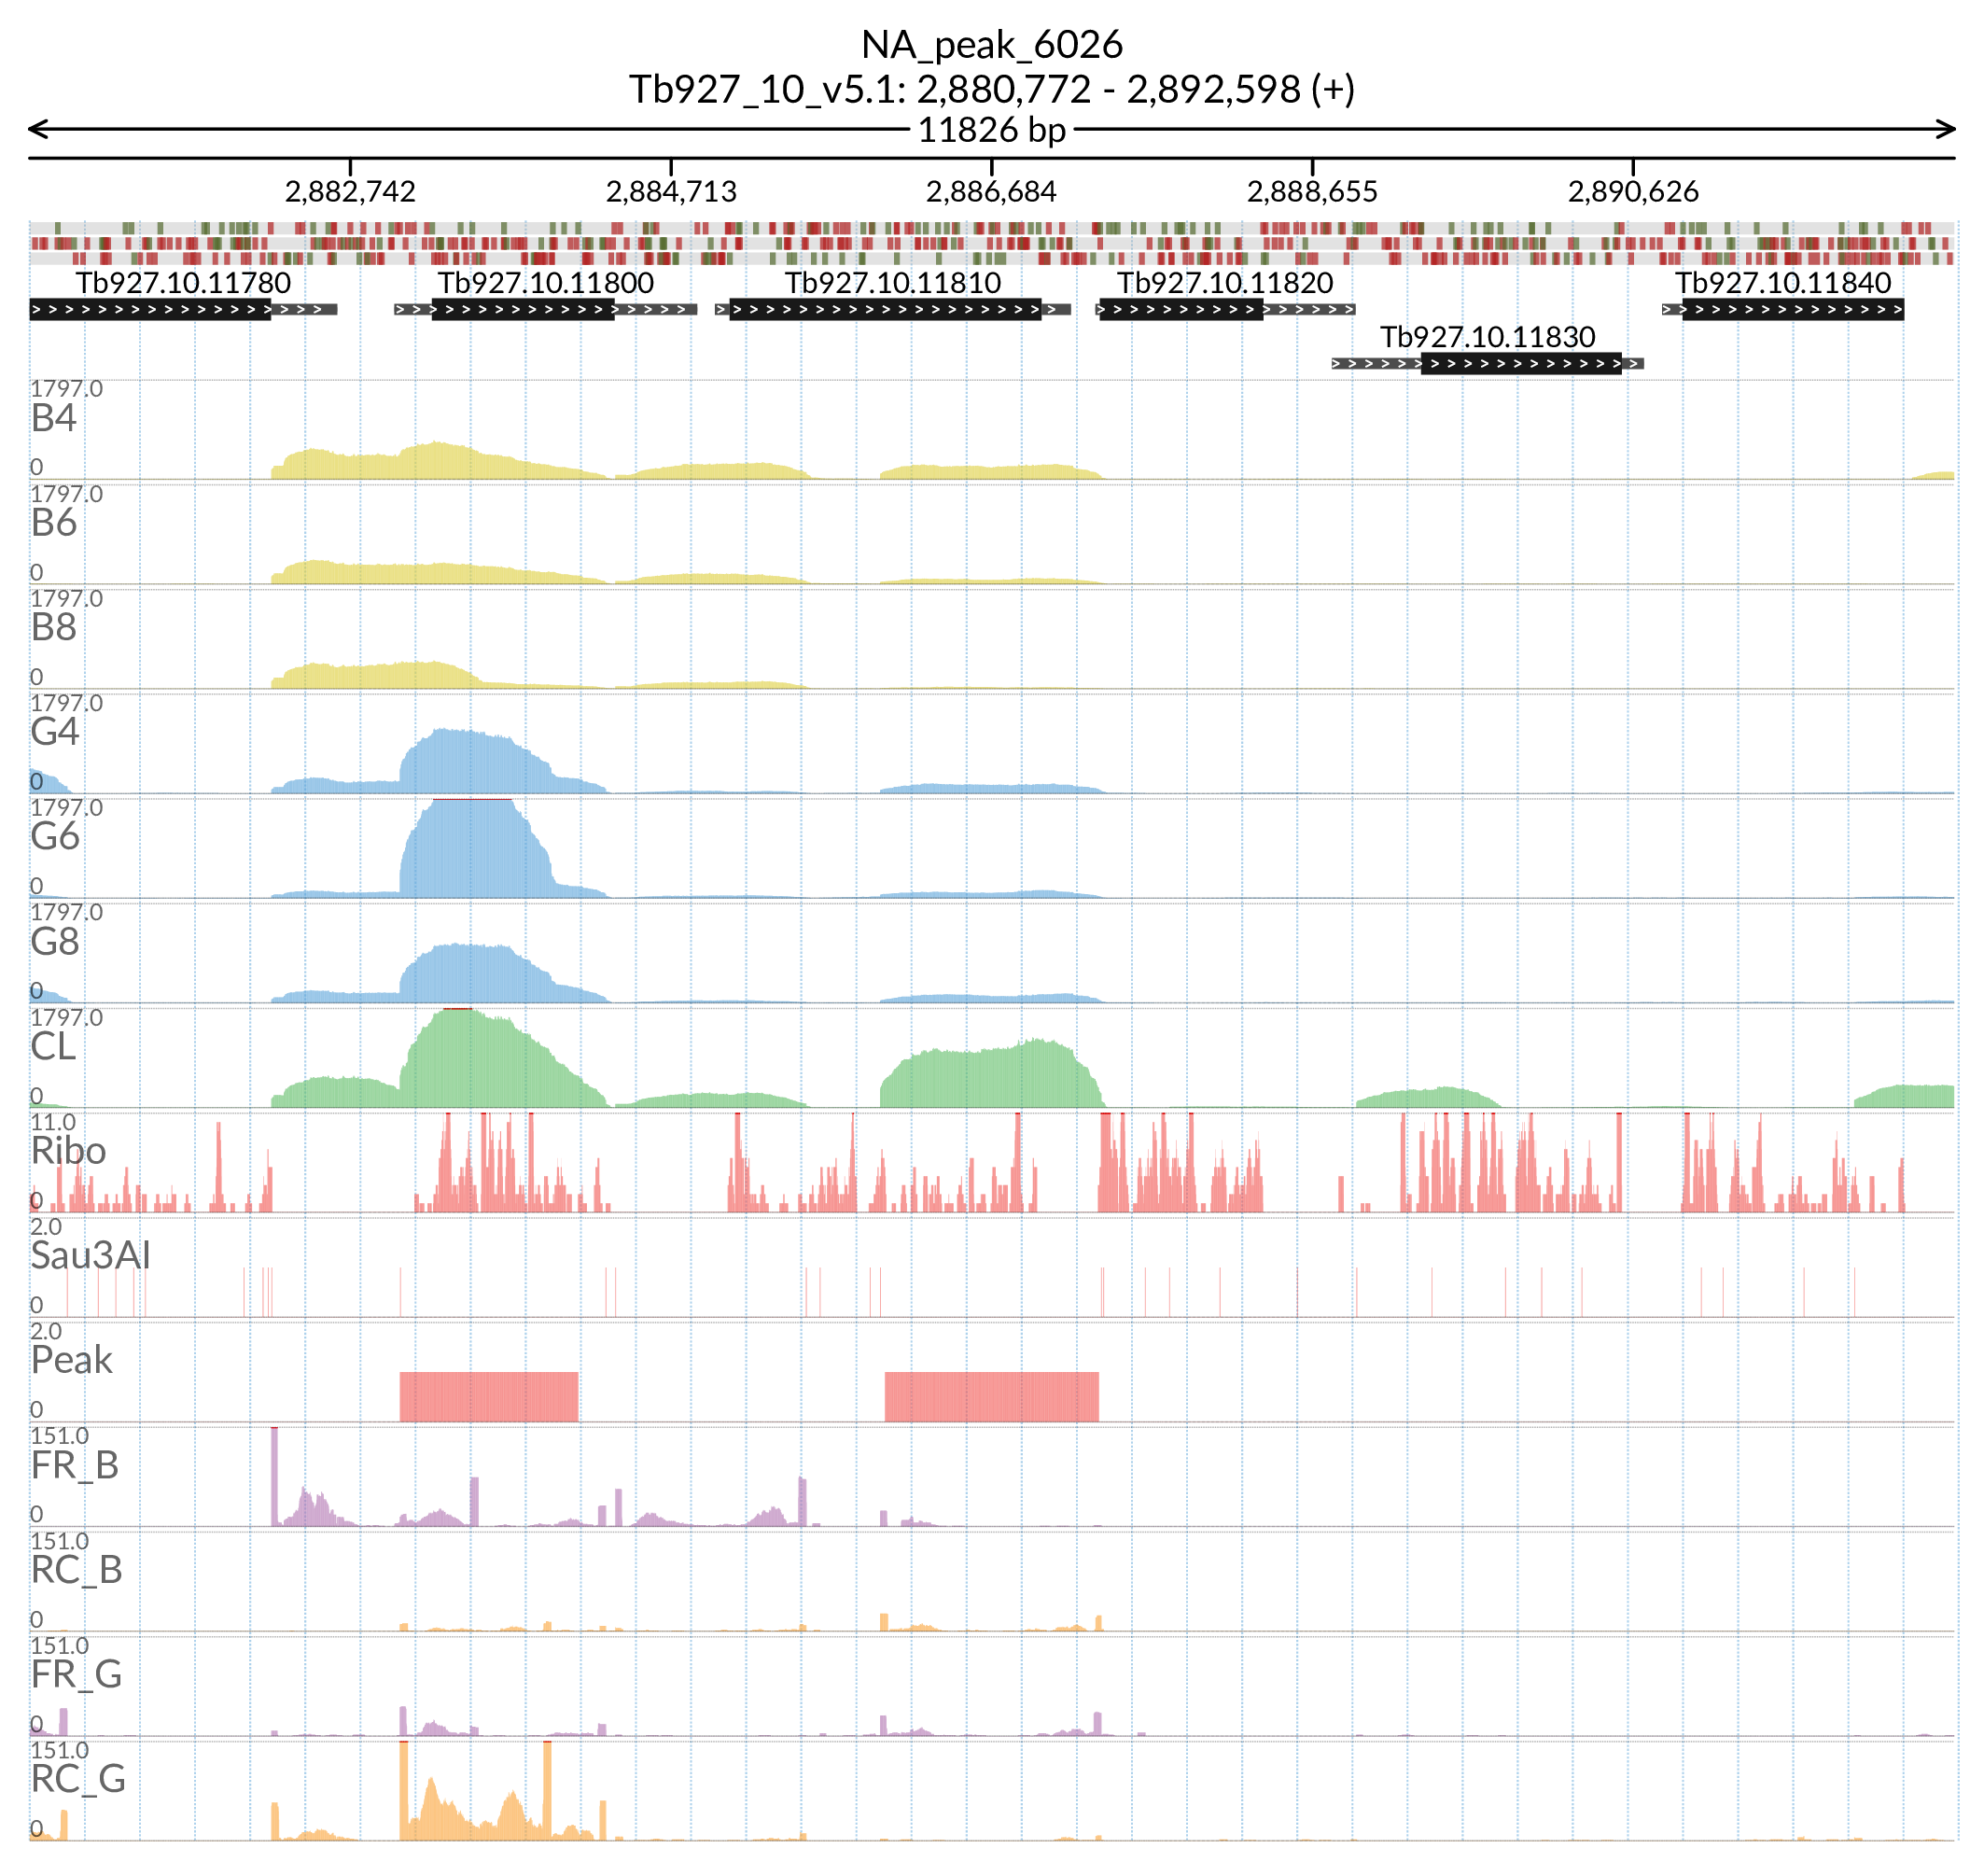 NA_peak_6026
Tb927_10_v5.1: 2,880,772 - 2,892,598 (+)
11826 bp
2,882,742 2,884,713 2,886,684 2,888,655 2,890,626
Tb927.10.11780 Tb927.10.11800 Tb927.10.11810 Tb927.10.11820 Tb927.10.11840
Tb927.10.11830
1797.0
B4
0
1797.0
B6
0
1797.0
B8
0
1797.0
G4
0
1797.0
G6
0
1797.0
G8
0
1797.0
CL
0
11.0
Ribo
0
2.0
Sau3AI
0
2.0
Peak
0
151.0
FR_B
0
151.0
RC_B
0
151.0
FR_G
0
151.0
RC_G
0